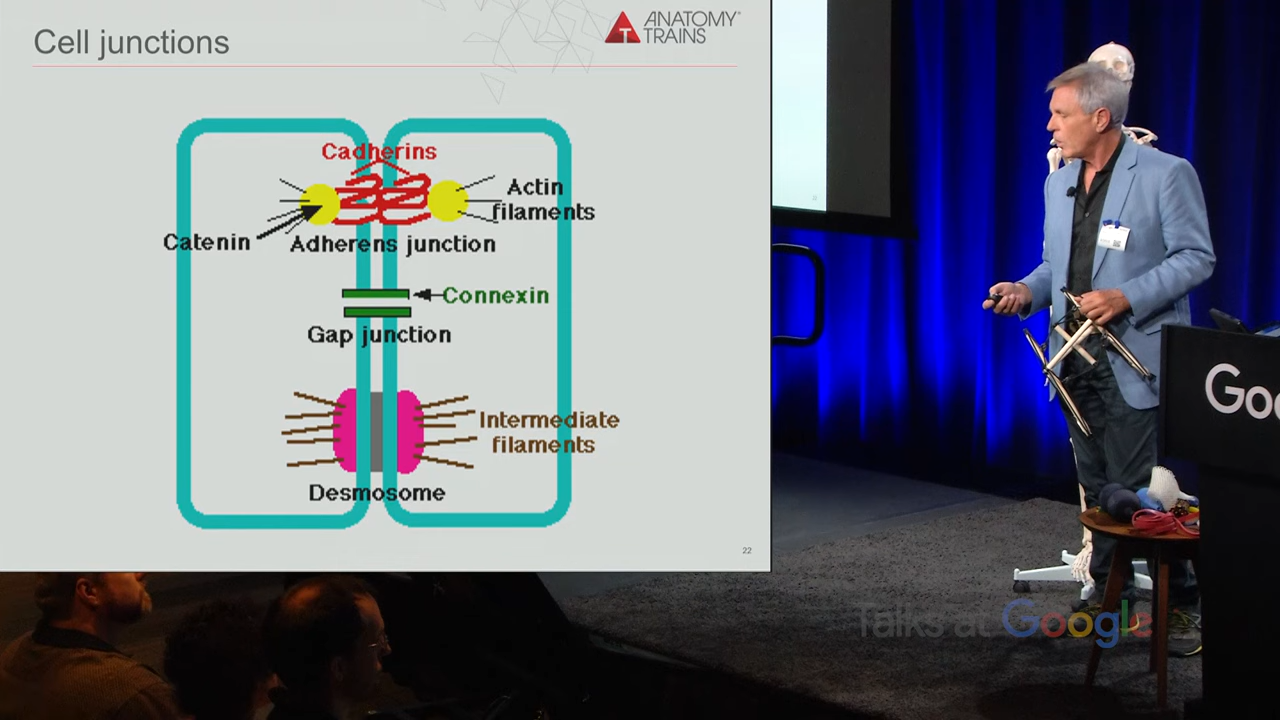 Cell junctions
ANATOMY
TRAINS
Cadherins
Actin
filaments
Catenin
Adherens junction
Connexin
Gap junction
Intermediate
filaments
Desmosome
22
Talks at Google